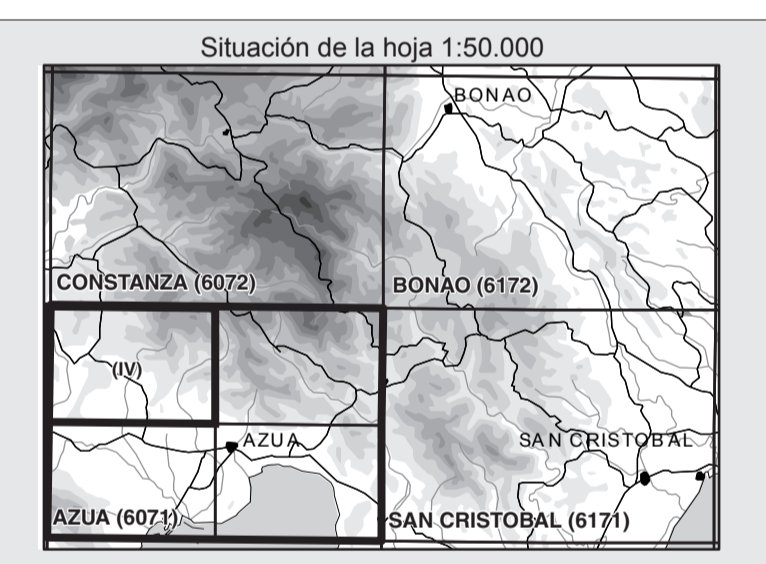 Situación de la hoja 1:50.000
BONAO
CONSTANZA (6072)
BONAO (6172)
(IV)
AZUA
SAN CRISTOBAL
AZUA (6071)
SAN CRISTOBAL (6171)